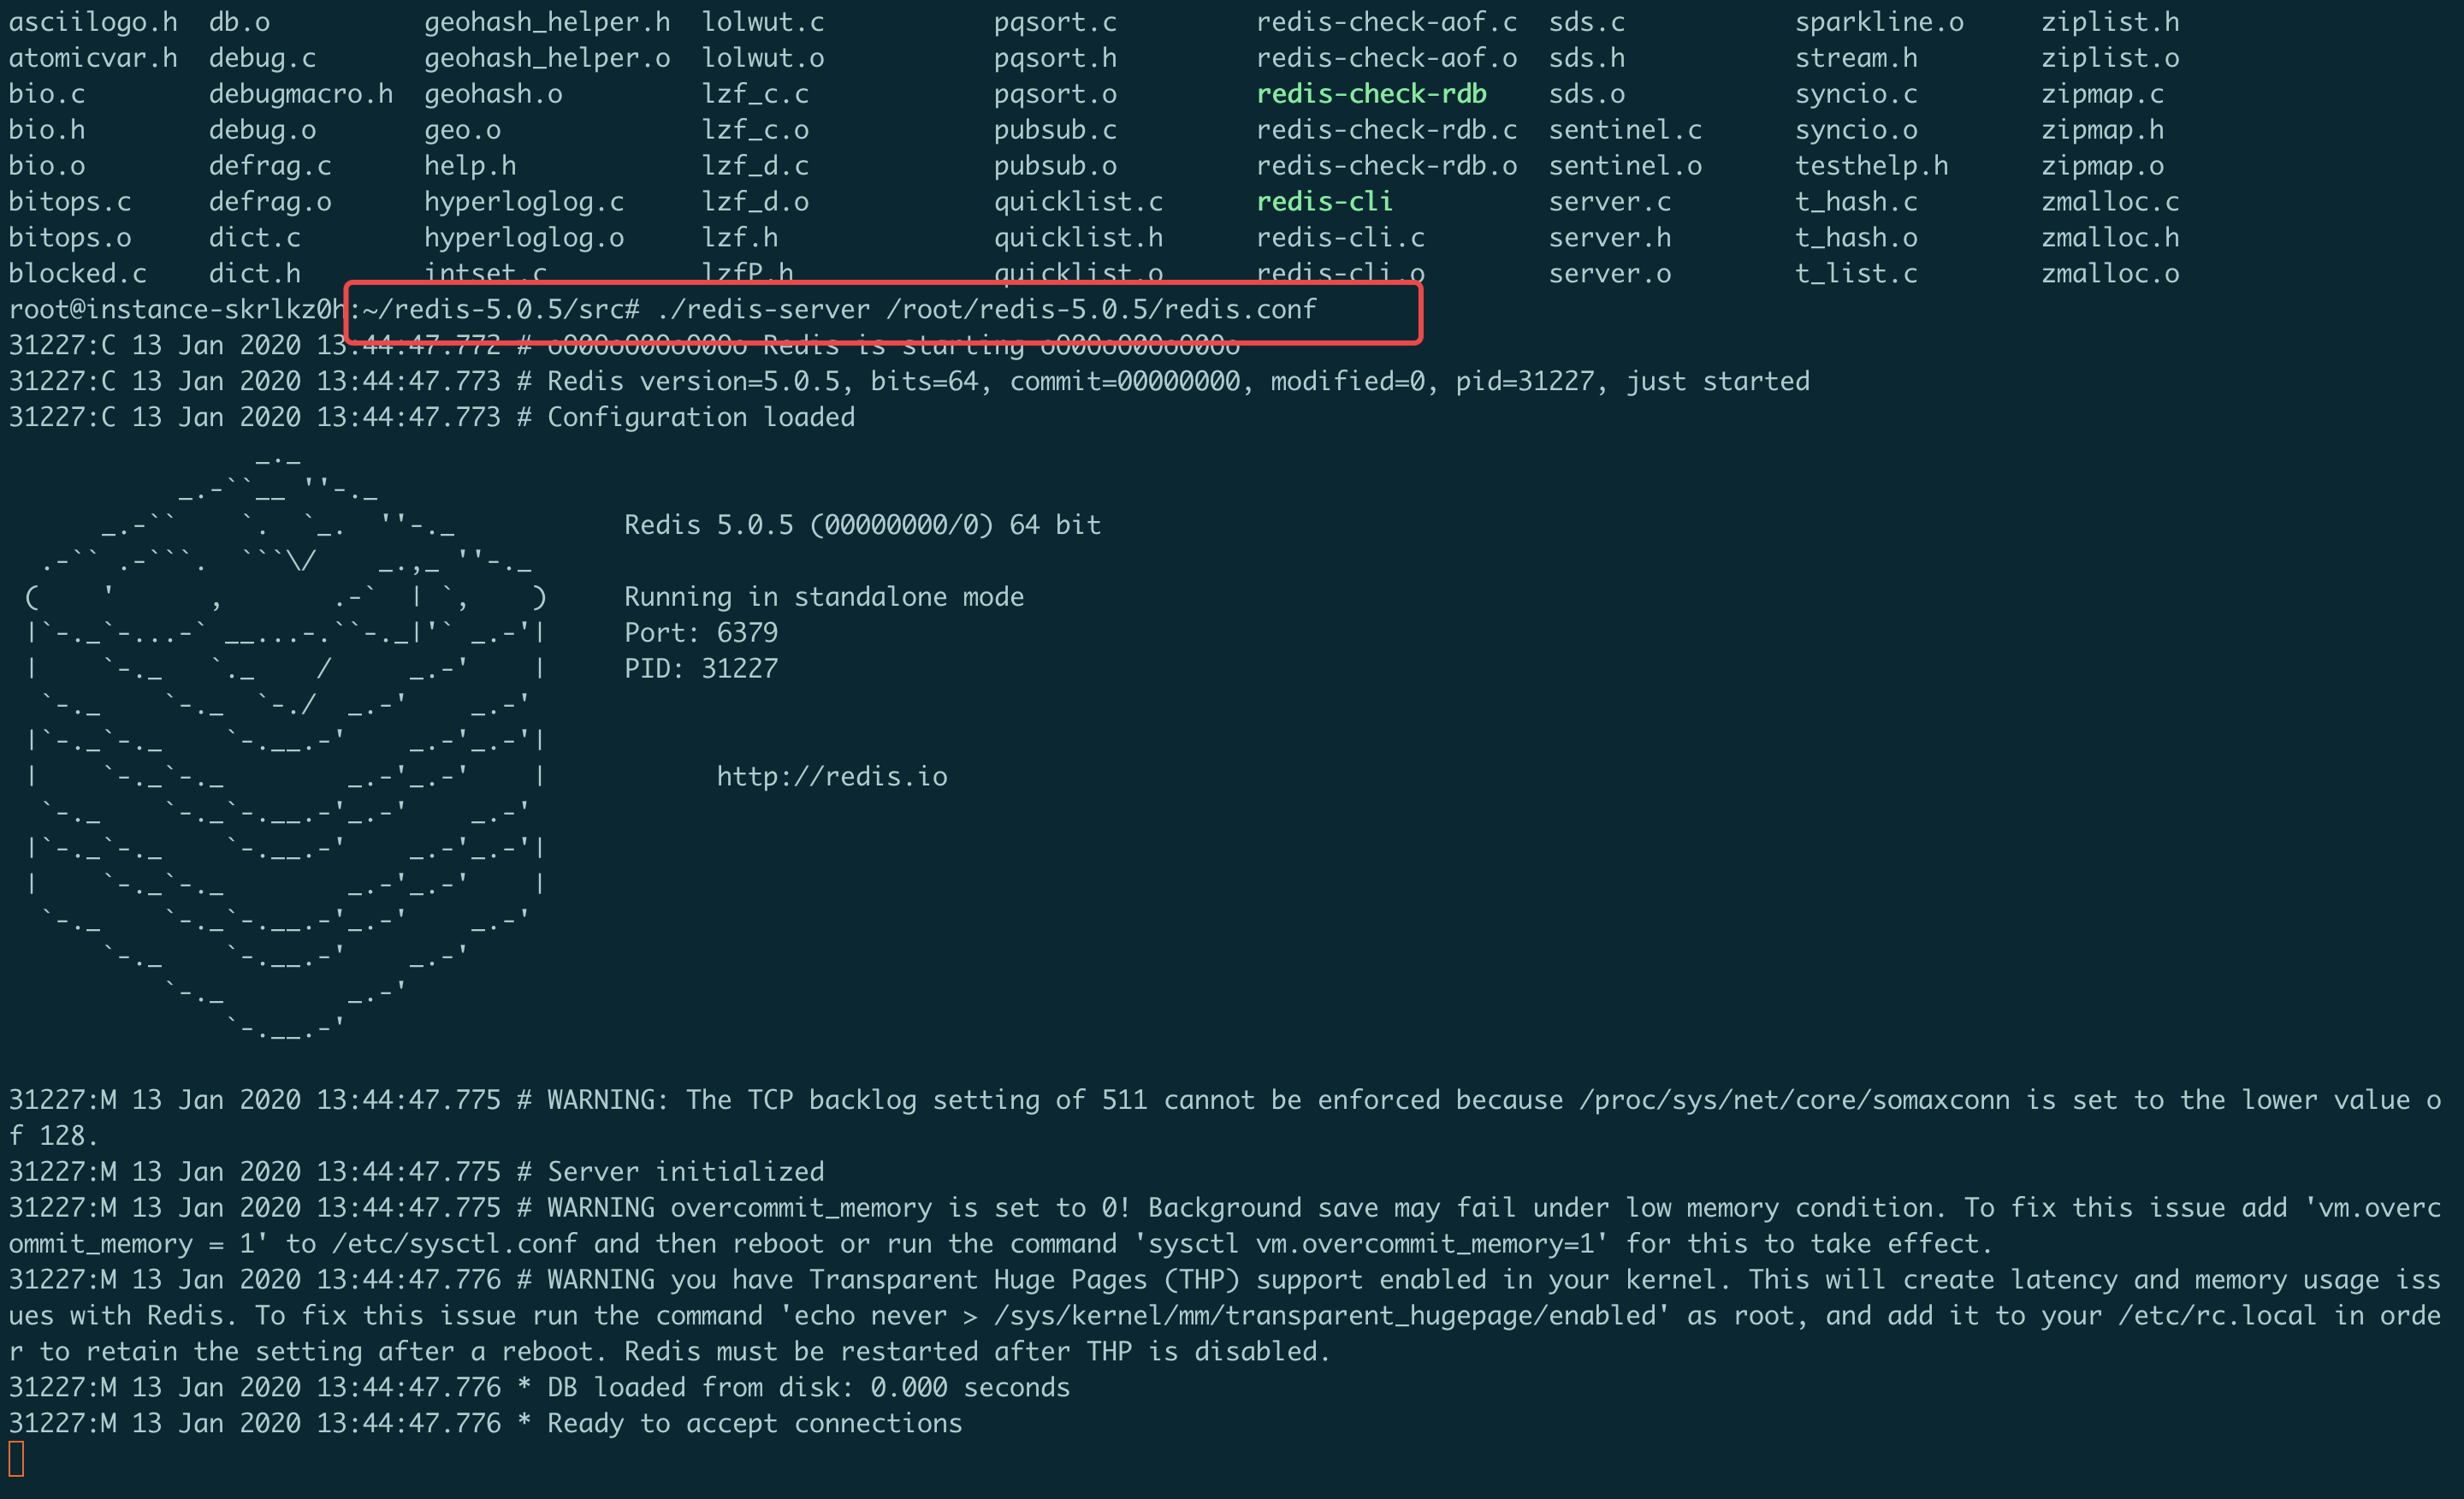 asciilogo.h  db.o          geohash_helper.h  lolwut.c           pqsort.c         redis-check-aof.c  sds.c           sparkline.o     ziplist.h
atomicvar.h  debug.c       geohash_helper.o  lolwut.o           pqsort.h         redis-check-aof.o  sds.h           stream.h        ziplist.o
bio.c        debugmacro.h  geohash.o         lzf_c.c            pqsort.o         redis-check-rdb    sds.o           syncio.c        zipmap.c
bio.h        debug.o       geo.o             lzf_c.o            pubsub.c         redis-check-rdb.c  sentinel.c      syncio.o        zipmap.h
bio.o        defrag.c      help.h            lzf_d.c            pubsub.o         redis-check-rdb.o  sentinel.o      testhelp.h      zipmap.o
bitops.c     defrag.o      hyperloglog.c     lzf_d.o            quicklist.c      redis-cli          server.c        t_hash.c        zmalloc.c
bitops.o     dict.c        hyperloglog.o     lzf.h              quicklist.h      redis-cli.c        server.h        t_hash.o        zmalloc.h
blocked.c    dict.h        intset.c          lzfP.h             quicklist.o      redis-cli.o        server.o        t_list.c        zmalloc.o
root@instance-skrlkz0h:~/redis-5.0.5/src# ./redis-server /root/redis-5.0.5/redis.conf
31227:C 13 Jan 2020 13:44:47.772 # oO0OoO0OoO0Oo Redis is starting oO0OoO0OoO0Oo
31227:C 13 Jan 2020 13:44:47.773 # Redis version=5.0.5, bits=64, commit=00000000, modified=0, pid=31227, just started
31227:C 13 Jan 2020 13:44:47.773 # Configuration loaded
Redis 5.0.5 (00000000/0) 64 bit
Running in standalone mode
Port: 6379
PID: 31227
http://redis.io
31227:M 13 Jan 2020 13:44:47.775 # WARNING: The TCP backlog setting of 511 cannot be enforced because /proc/sys/net/core/somaxconn is set to the lower value o
f 128.
31227:M 13 Jan 2020 13:44:47.775 # Server initialized
31227:M 13 Jan 2020 13:44:47.775 # WARNING overcommit_memory is set to 0! Background save may fail under low memory condition. To fix this issue add 'vm.overc
ommit_memory = 1' to /etc/sysctl.conf and then reboot or run the command 'sysctl vm.overcommit_memory=1' for this to take effect.
31227:M 13 Jan 2020 13:44:47.776 # WARNING you have Transparent Huge Pages (THP) support enabled in your kernel. This will create latency and memory usage iss
ues with Redis. To fix this issue run the command 'echo never > /sys/kernel/mm/transparent_hugepage/enabled' as root, and add it to your /etc/rc.local in orde
r to retain the setting after a reboot. Redis must be restarted after THP is disabled.
31227:M 13 Jan 2020 13:44:47.776 * DB loaded from disk: 0.000 seconds
31227:M 13 Jan 2020 13:44:47.776 * Ready to accept connections